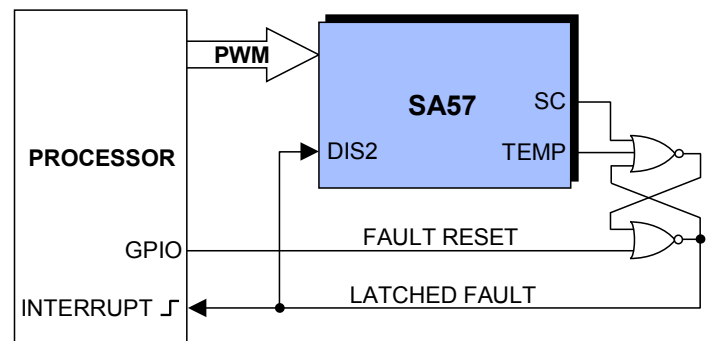 PWM
SA57
SC
PROCESSOR
DIS2
TEMP
FAULT RESET
GPIO
LATCHED FAULT
INTERRUPT